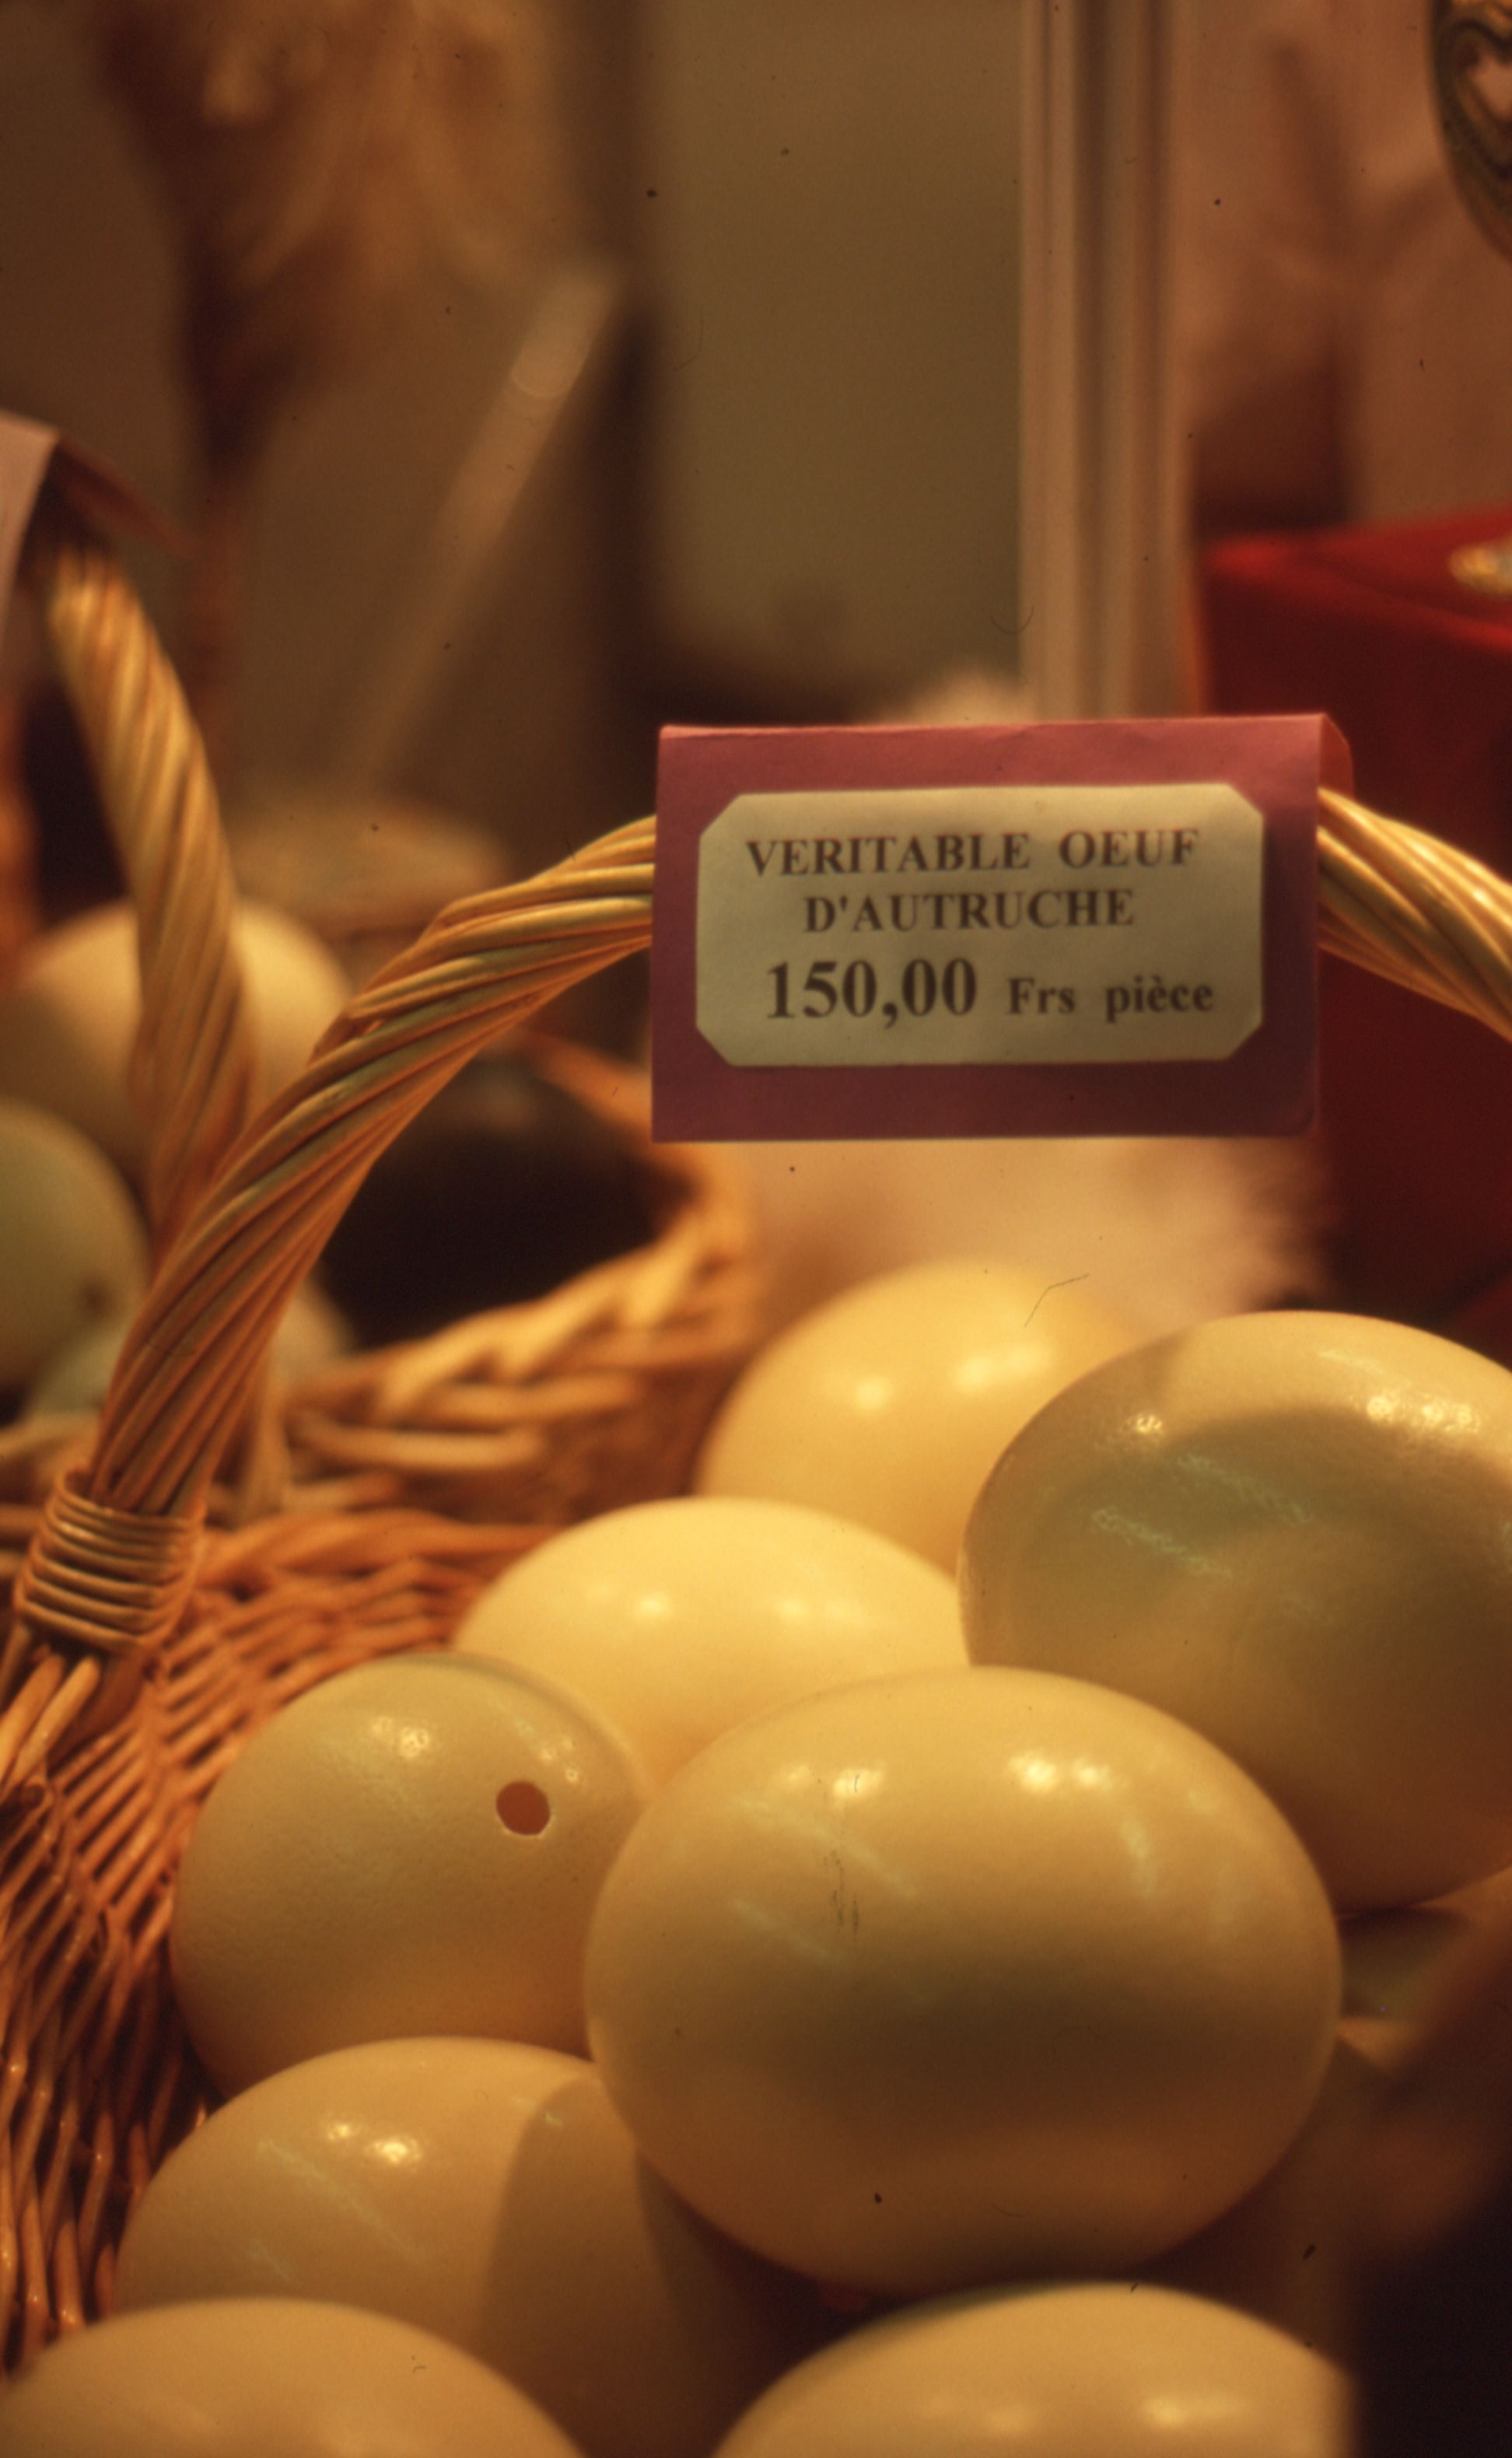 VERITABLE OEUF
D'AUTRUCHE
150,00 Frs pièce